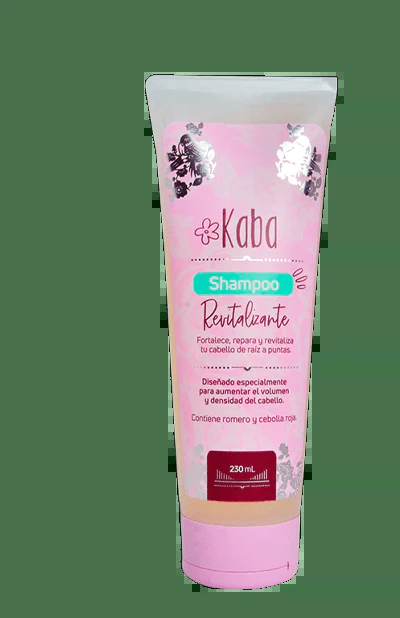 Kaba
Shampoo
Revitalizante
Fortalece, repara y revitaliza
tu cabello de raíz a puntas.
Diseñado especialmente
para aumentar el volumen
y densidad del cabello.
Contiene romero y cebolla roja.
230 mL